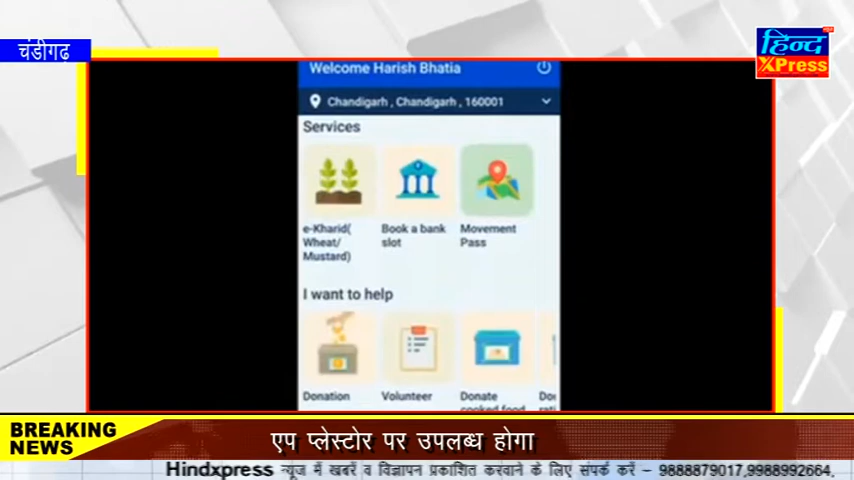 चंडीगढ
हिन्द
XPress
Welcome Harish Bhatia
Chandigarh , Chandigarh , 160001
Services
e-Kharid(
Wheat/
Mustard)
Book a bank
slot
Movement
Pass
I want to help
Donation
Volunteer
Donate
cooked food
BREAKING
NEWS
एप प्लेस्टोर पर उपलब्ध होगा
Hindxpress न्यूज में खबरें व विज्ञापन प्रकाशित करवाने के लिए संपर्क करें – 9888879017,9988992664,